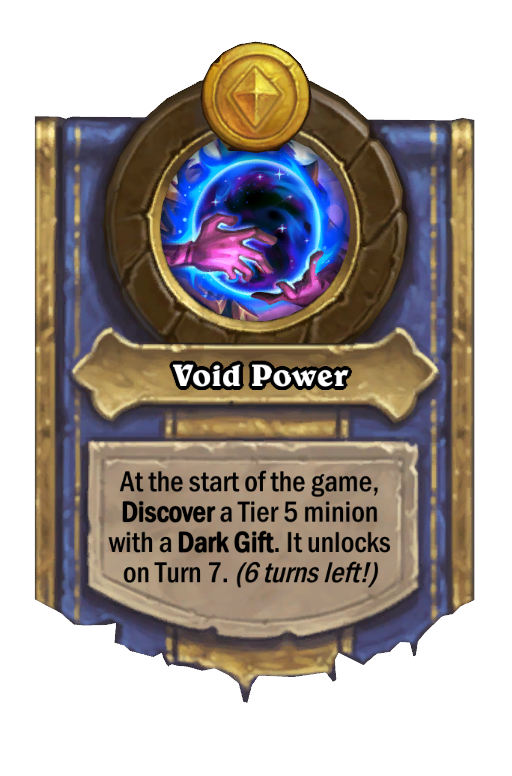 Void Power
At the start of the game,
Discover a Tier 5 minion
with a Dark Gift. It unlocks
on Turn 7. (6 turns left!)